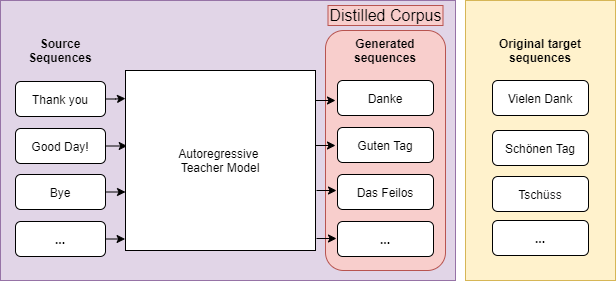 Distilled Corpus
Source
Sequences
Generated
sequences
Original target
sequences
Thank you
Danke
Vielen Dank
Good Day!
Autoregressive
Teacher Model
Guten Tag
Schönen Tag
Bye
Das Feilos
Tschüss
...
...
...